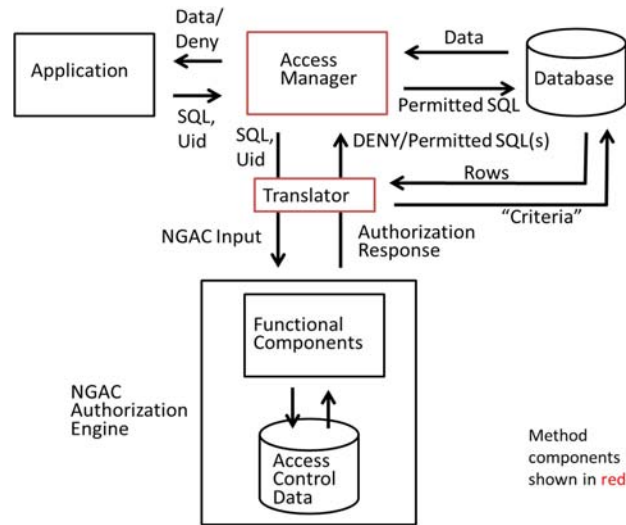 Data/
Deny
Application
SQL,
Uid
Access
Manager
Data
Permitted SQL
Database
SQL,
Uid
DENY/Permitted SQL(s)
Rows
Translator
"Criteria"
NGAC Input
Authorization
Response
Functional
Components
NGAC
Authorization
Engine
Access
Control
Data
Method
components
shown in red